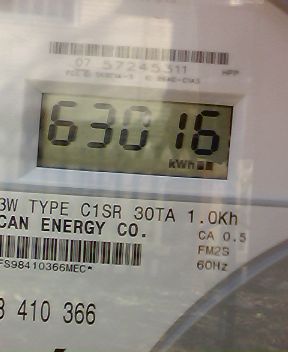 07 57245311
HPP
63016
kWh
3W TYPE C1SR 30TA 1.0Kh
CAN ENERGY CO.
CA 0.5
FM2S
60Hz
FS98410366MEC*
410 366